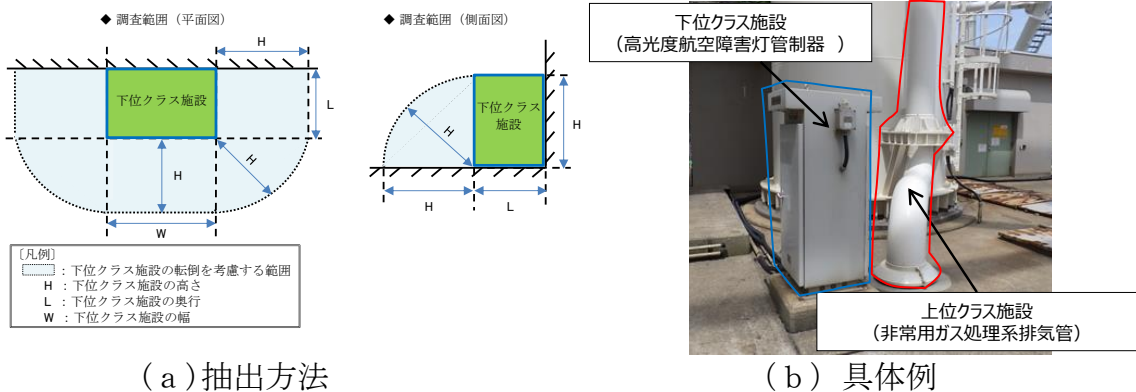 ◆ 調査範囲（平面図）
H
下位クラス施設
L
H
H
W
◆ 調査範囲（側面図）
下位クラス
施設
H
H
H
L
〔凡例〕
：下位クラス施設の転倒を考慮する範囲
H ：下位クラス施設の高さ
L ：下位クラス施設の奥行
W ：下位クラス施設の幅
(a)抽出方法
下位クラス施設
（高光度航空障害灯管制器 ）
上位クラス施設
（非常用ガス処理系排気管）
(b) 具体例